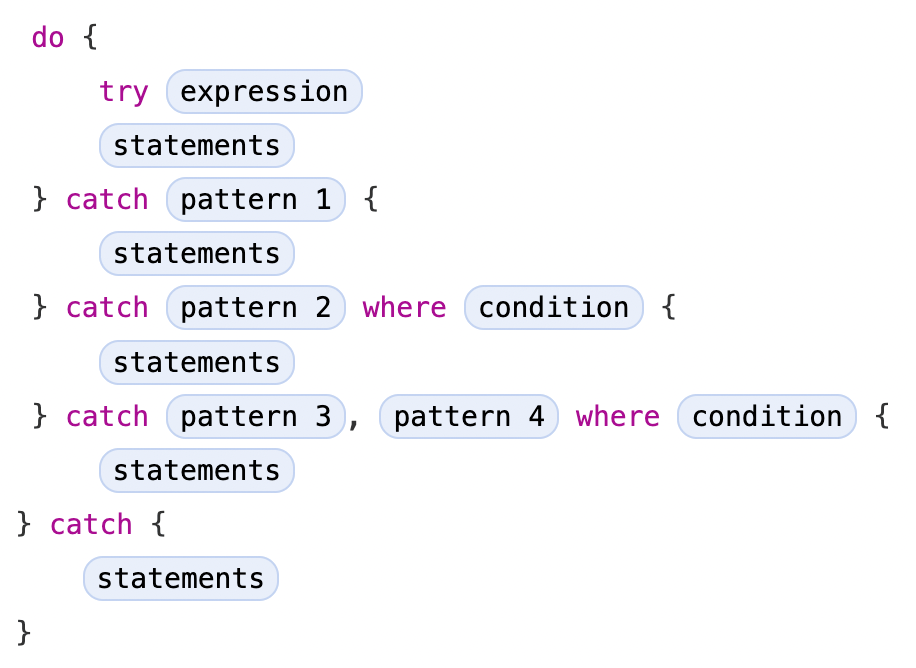 do {
try expression
statements
} catch pattern 1 {
statements
} catch pattern 2 where condition {
statements
} catch pattern 3, pattern 4 where condition {
statements
} catch {
statements
}